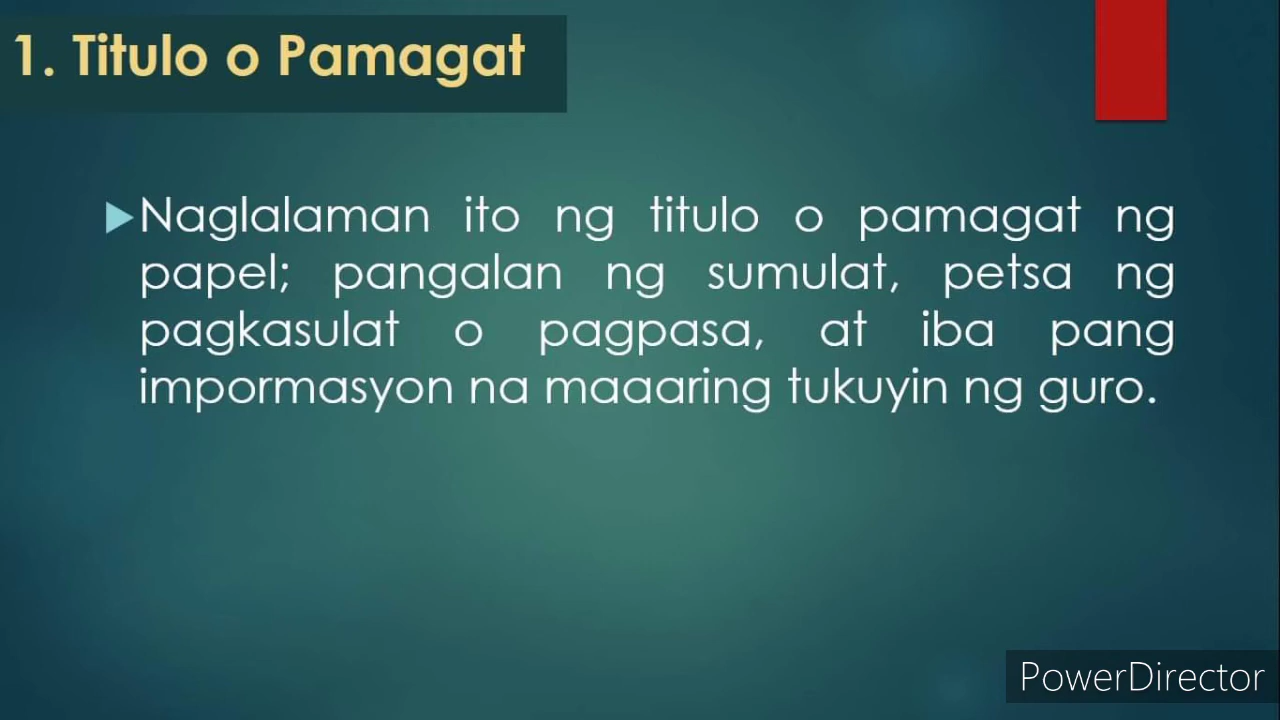 1. Titulo o Pamagat
Naglalaman ito ng titulo o pamagat ng
papel; pangalan ng sumulat, petsa ng
pagkasulat o pagpasa, at iba pang
impormasyon na maaaring tukuyin ng guro.
PowerDirector